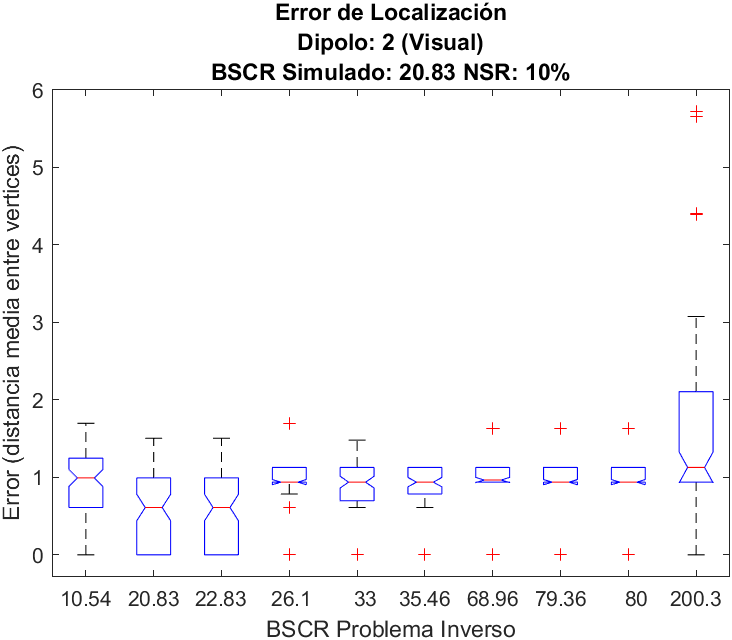 Error de Localización
Dipolo: 2 (Visual)
BSCR Simulado: 20.83 NSR: 10%
Error (distancia media entre vertices)
6
5
4
3
2
1
0
10.54 20.83 22.83 26.1 33 35.46 68.96 79.36 80 200.3
BSCR Problema Inverso